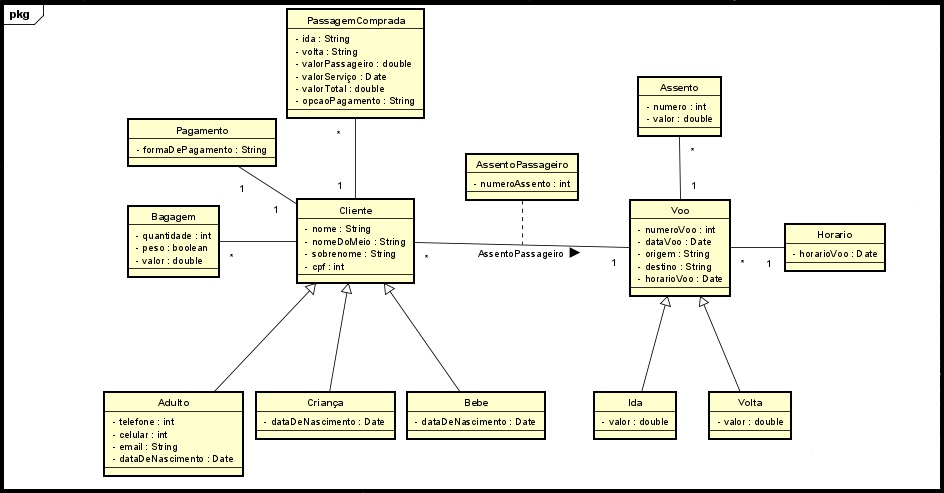 pkg
PassagemComprada
- ida : String
- volta : String
- valorPassageiro : double
- valorServiço : Date
- valorTotal : double
- opcaoPagamento : String
*
1
Pagamento
- formaDePagamento : String
1
1
Bagagem
- quantidade : int
- peso : boolean
- valor : double
*
Cliente
- nome : String
- nomeDoMeio : String
- sobrenome : String
- cpf : int
*
AssentoPassageiro
- numeroAssento : int
AssentoPassageiro
1
Assento
- numero : int
- valor : double
*
1
Voo
- numeroVoo : int
- dataVoo : Date
- origem : String
- destino : String
- horarioVoo : Date
*
1
Horario
- horarioVoo : Date
Adulto
- telefone : int
- celular : int
- email : String
- dataDeNascimento : Date
Criança
- dataDeNascimento : Date
Bebe
- dataDeNascimento : Date
Ida
- valor : double
Volta
- valor : double